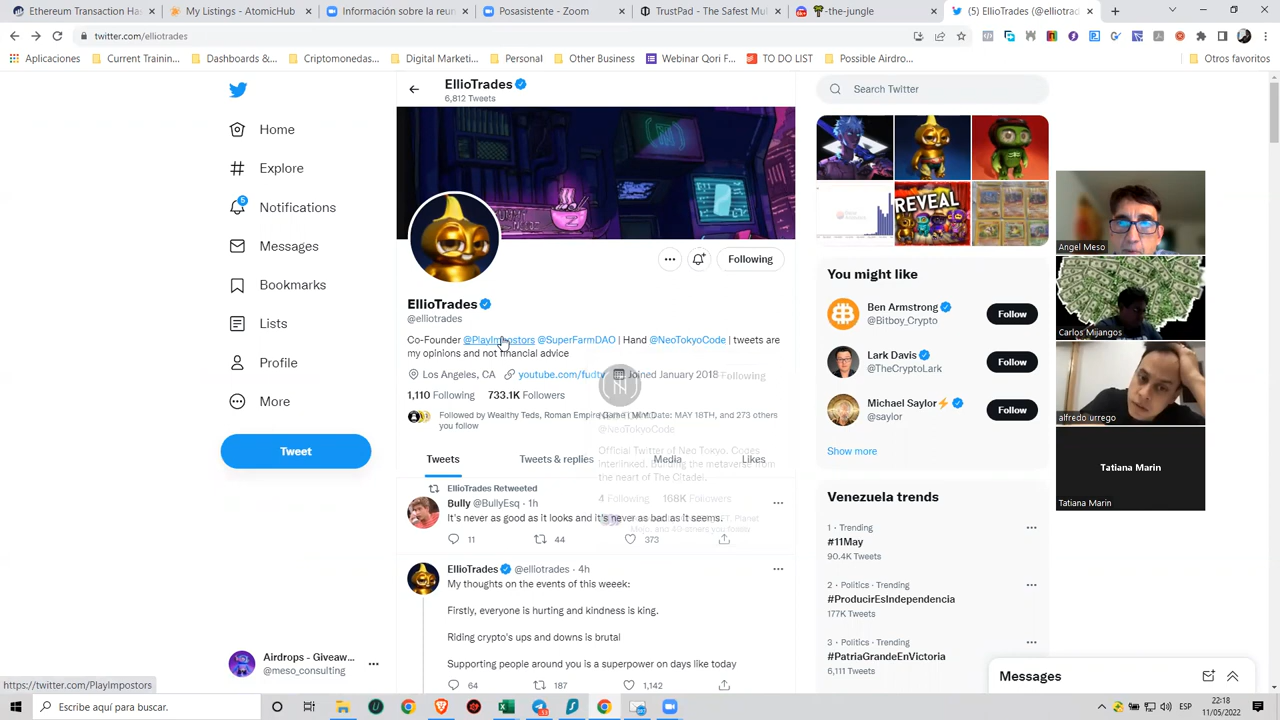 Ethereum Transaction Has
My Listings - AtomicHub
Información sobre la reun
Posasistente - Zoom
TrustPad - The Safest Mul
-the-jungle
(5) EllioTrades (@elliotrade
twitter.com/elliotrades
Aplicaciones
Current Trainin...
Dashboards &...
Criptomonedas...
Digital Marketi...
Personal
Other Business
Webinar Qori F...
TO DO LIST
Possible Airdro...
Otros favoritos
EllioTrades
6,812 Tweets
Home
Explore
5
Notifications
Messages
Bookmarks
Lists
Profile
More
Tweet
Airdrops - Giveaw...
@meso_consulting
Following
EllioTrades
@elliotrades
Co-Founder @PlayImpostors @SuperFarmDAO | Hand @NeoTokyoCode | tweets are
my opinions and not financial advice
Los Angeles, CA
youtube.com/fudtv
Joined January 2018
Following
1,110 Following 733.1K Followers
Followed by Wealthy Teds, Roman Empire Game
MAY 18TH, and 273 others
you follow
@NeoTokyoCode
Official Twitter of Neo Tokyo. Codes
Interlinked. Building the metaverse from
the heart of The Citadel.
4 Following 168K Followers
Tweets
Tweets & replies
Media
Likes
EllioTrades Retweeted
Bully @BullyEsq · 1h
It's never as good as it looks and it's never as bad as it seems.
11
44
373
EllioTrades @elliotrades · 4h
My thoughts on the events of this weeek:
Firstly, everyone is hurting and kindness is king.
Riding crypto's ups and downs is brutal
Supporting people around you is a superpower on days like today
64
187
1,142
Search Twitter
REVEAL
You might like
Ben Armstrong
@Bitboy_Crypto
Follow
Lark Davis
@TheCryptoLark
Follow
Michael Saylor⚡
@saylor
Follow
Show more
Venezuela trends
1 · Trending
#11May
90.4K Tweets
2 · Politics · Trending
#ProducirEsIndependencia
177K Tweets
3 · Politics · Trending
#PatriaGrandeEnVictoria
6,111 Tweets
Messages
Angel Meso
Carlos Mijangos
alfredo urrego
Tatiana Marin
Tatiana Marin
https://twitter.com/PlayImpostors
Escribe aquí para buscar.
ESP
22:18
11/05/2022